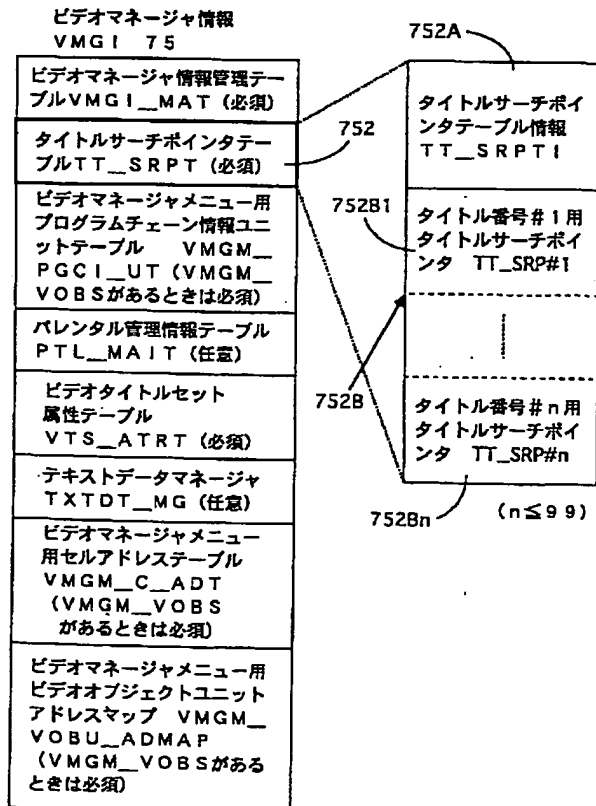 ビデオマネージャ情報
VMGI 75
ビデオマネージャ情報管理テー
ブルVMGI__MAT (必須)
タイトルサーチポインタテー
ブルTT__SRPT (必須)
ビデオマネージャメニュー用
プログラムチェーン情報ユニ
ットテーブル VMGM__
PGCI__UT (VMGM__
VOBSがあるときは必須)
パレンタル管理情報テーブル
PTL__MAIT (任意)
ビデオタイトルセット
属性テーブル
VTS__ATRT (必須)
テキストデータマネージャ
TXTDT__MG (任意)
ビデオマネージャメニュー
用セルアドレステーブル
VMGM__C__ADT
(VMGM__VOBS
があるときは必須)
ビデオマネージャメニュー用
ビデオオブジェクトユニット
アドレスマップ VMGM__
VOBU__ADMAP
(VMGM__VOBSがある
ときは必須)
752
752A
タイトルサーチポイ
ンタテーブル情報
TT__SRPTI
752B1
タイトル番号#1用
タイトルサーチポイ
ンタ TT_SRP#1
752B
タイトル番号#n用
タイトルサーチポイ
ンタ TT_SRP#n
752Bn
(n≦99)